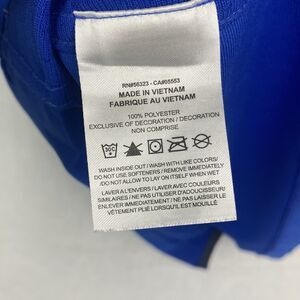 RN#56323 - CA#05553
MADE IN VIETNAM
FABRIQUE AU VIETNAM
100% POLYESTER
EXCLUSIVE OF DECORATION / DECORATION
NON COMPRISE
WASH INSIDE OUT / WASH WITH LIKE COLORS/
DO NOT USE SOFTENERS / REMOVE IMMEDIATELY
/DO NOT ALLOW TO LAY ON ITSELF WHEN WET
LAVER A L'ENVERS / LAVER AVEC COULEURS
SIMILAIRES / NE PAS UTILISER D'ADOUCISSEUR/
ENLEVER IMMÉDIATEMENT / NE PAS LAISSER LE
VÊTEMENT PLIÉ LORSQU'IL EST HUMIDE